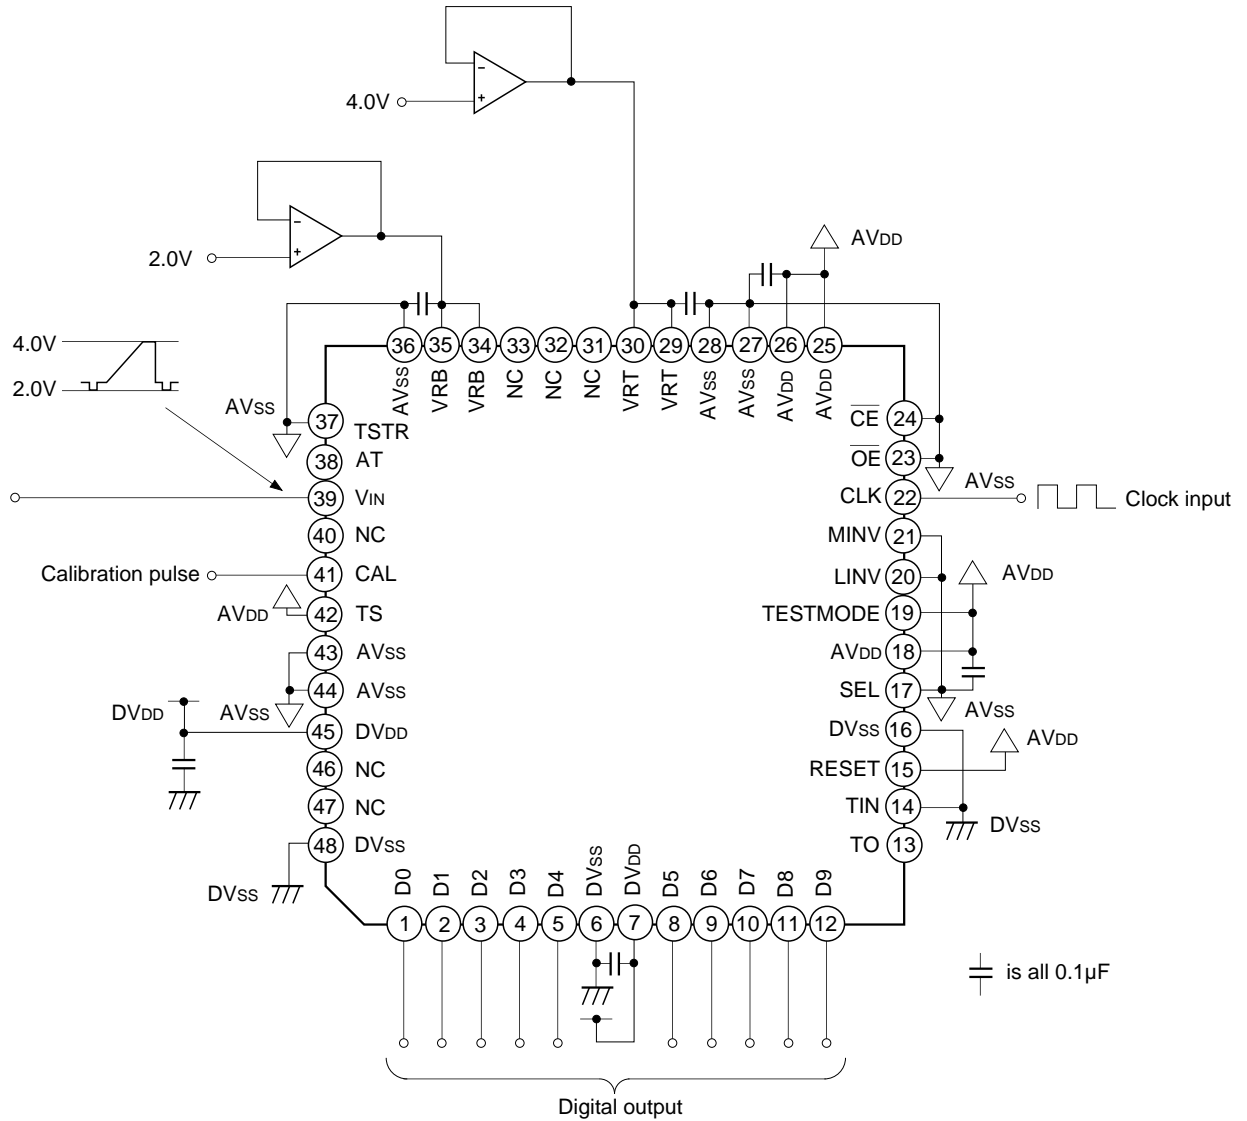 4.0V
−
+
2.0V
−
+
AVDD
4.0V
2.0V
36 35 34 33 32 31 30 29 28 27 26 25
AVSS VRB VRB NC NC NC VRT VRT AVSS AVSS AVDD AVDD
AVSS
37 TSTR
38 AT
39 VIN
40 NC
Calibration pulse 41 CAL
AVDD 42 TS
43 AVSS
44 AVSS
AVSS
DVDD 45 DVDD
46 NC
47 NC
48 DVSS
DVSS
CE 24
OE 23
AVSS
CLK 22 Clock input
MINV 21
LINV 20
AVDD
TESTMODE 19
AVDD 18
SEL 17
AVSS
DVSS 16
AVDD
RESET 15
TIN 14
DVSS
TO 13
D0 D1 D2 D3 D4 DVSS DVDD D5 D6 D7 D8 D9
1 2 3 4 5 6 7 8 9 10 11 12
is all 0.1µF
Digital output